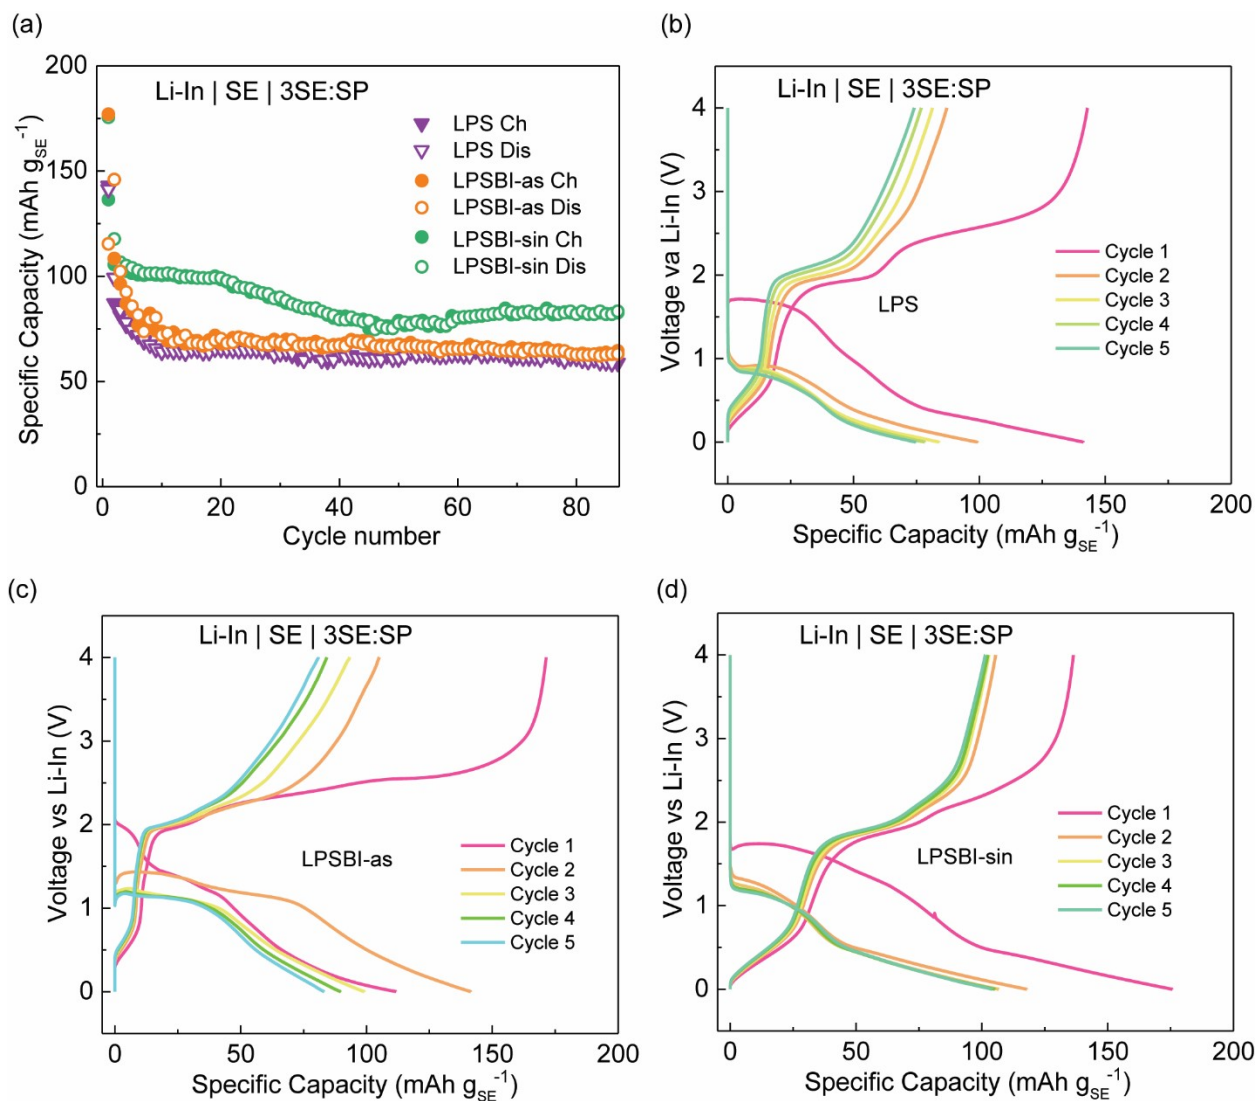 (a)
Li-In | SE | 3SE:SP
LPS Ch
LPS Dis
LPSBI-as Ch
LPSBI-as Dis
LPSBI-sin Ch
LPSBI-sin Dis
200
150
100
50
0
Specific Capacity (mAh gSE⁻¹)
0 20 40 60 80
Cycle number
(b)
Li-In | SE | 3SE:SP
Cycle 1
Cycle 2
Cycle 3
Cycle 4
Cycle 5
LPS
4
3
2
1
0
Voltage va Li-In (V)
0 50 100 150 200
Specific Capacity (mAh gSE⁻¹)
(c)
Li-In | SE | 3SE:SP
Cycle 1
Cycle 2
Cycle 3
Cycle 4
Cycle 5
LPSBI-as
4
3
2
1
0
Voltage vs Li-In (V)
0 50 100 150 200
Specific Capacity (mAh gSE⁻¹)
(d)
Li-In | SE | 3SE:SP
Cycle 1
Cycle 2
Cycle 3
Cycle 4
Cycle 5
LPSBI-sin
4
3
2
1
0
Voltage vs Li-In (V)
0 50 100 150 200
Specific Capacity (mAh gSE⁻¹)